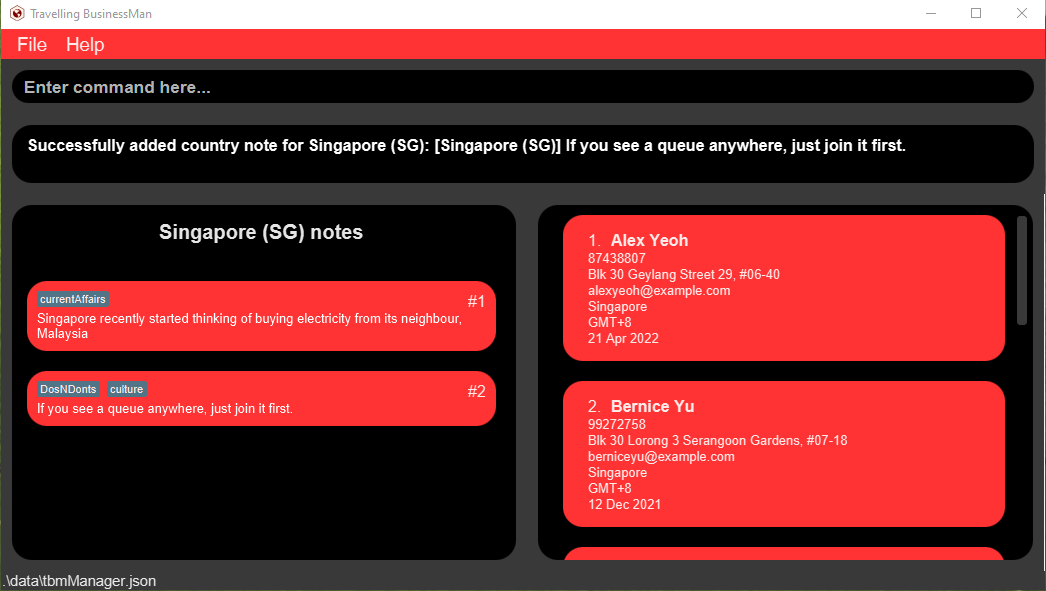 Travelling BusinessMan
File Help
Enter command here...
Successfully added country note for Singapore (SG): [Singapore (SG)] If you see a queue anywhere, just join it first.
Singapore (SG) notes
currentAffairs #1
Singapore recently started thinking of buying electricity from its neighbour,
Malaysia
DosNDonts culture #2
If you see a queue anywhere, just join it first.
1. Alex Yeoh
87438807
Blk 30 Geylang Street 29, #06-40
alexyeoh@example.com
Singapore
GMT+8
21 Apr 2022
2. Bernice Yu
99272758
Blk 30 Lorong 3 Serangoon Gardens, #07-18
berniceyu@example.com
Singapore
GMT+8
12 Dec 2021
.\data\tbmManager.json